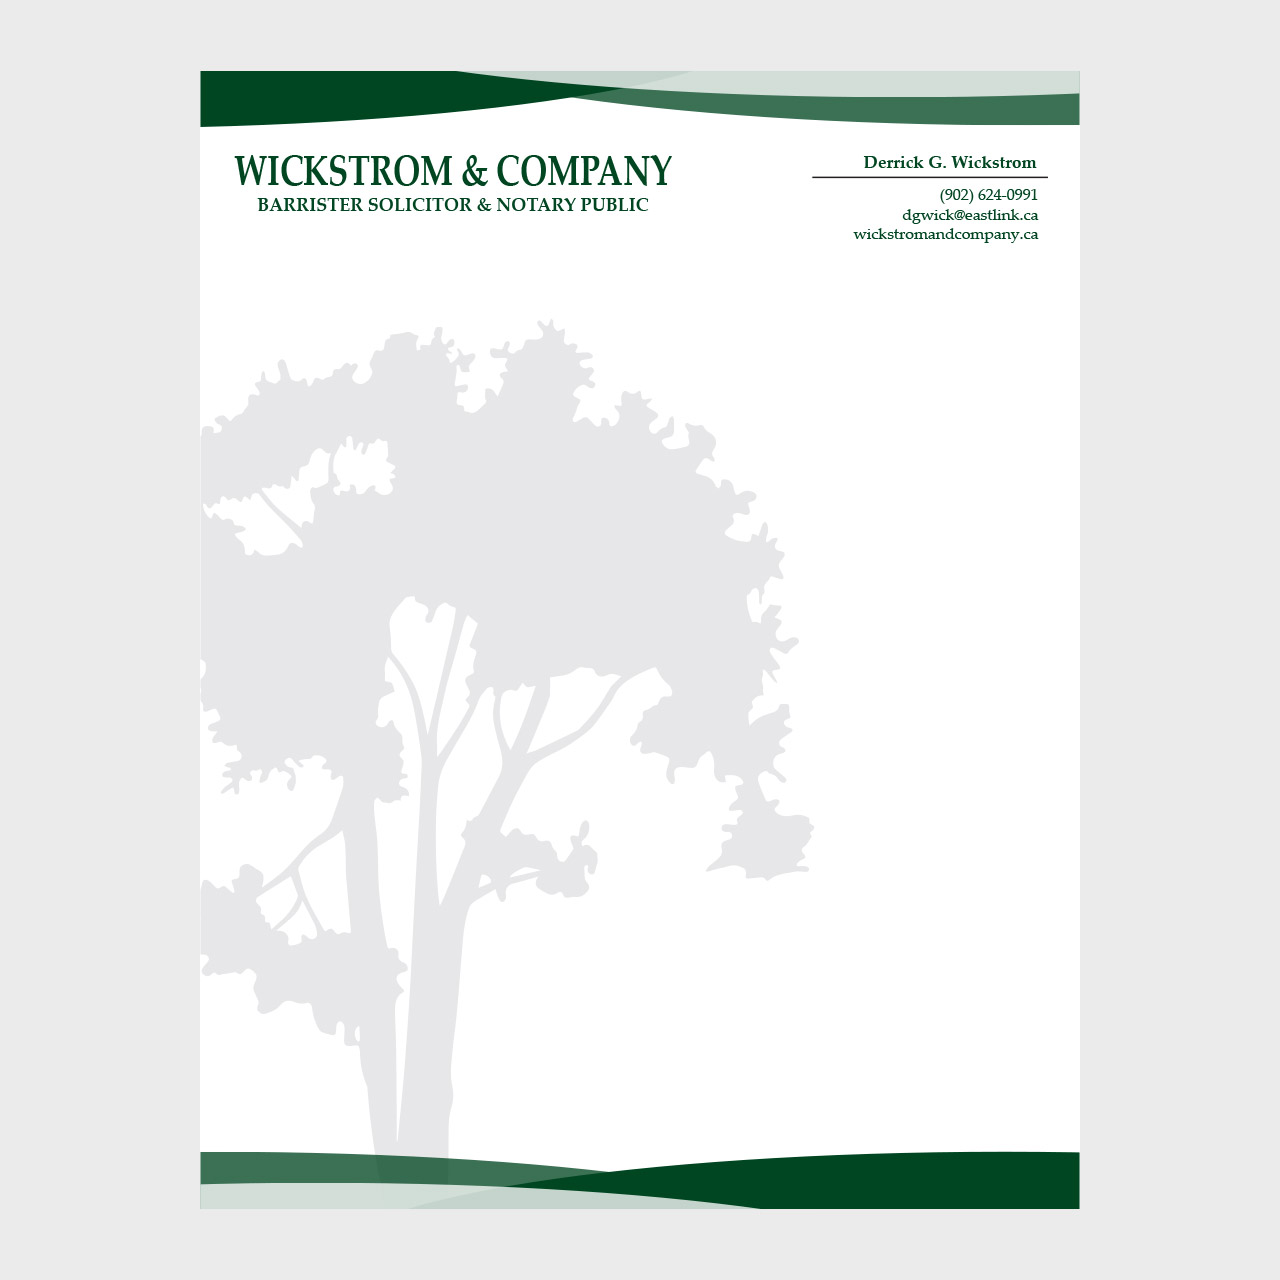 WICKSTROM & COMPANY
BARRISTER SOLICITOR & NOTARY PUBLIC
Derrick G. Wickstrom
(902) 624-0991
dgwick@eastlink.ca
wickstromandcompany.ca